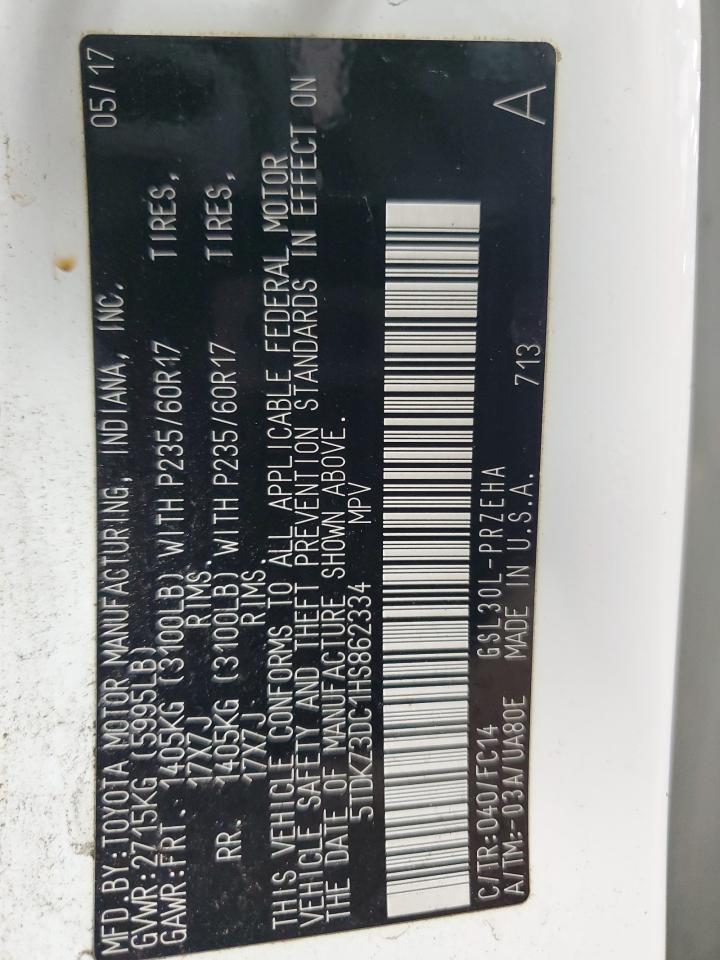 MFD.BY:TOYOTA MOTOR MANUFACTURING, INDIANA, INC. 05/17
GVWR:2715KG (5995LB)
GAWR:FRT. 1405KG (3100LB) WITH P235/60R17 TIRES,
17X7J RIMS.
RR. 1405KG (3100LB) WITH P235/60R17 TIRES,
17X7J RIMS.
THIS VEHICLE CONFORMS TO ALL APPLICABLE FEDERAL MOTOR
VEHICLE SAFETY AND THEFT PREVENTION STANDARDS IN EFFECT ON
THE DATE OF MANUFACTURE SHOWN ABOVE.
5TDKZ3DC1HS862334 MPV
C/TR:040/FC14 GSL30L-PRZEHA
A/TM:-03A/UA80E MADE IN U.S.A. 713 A